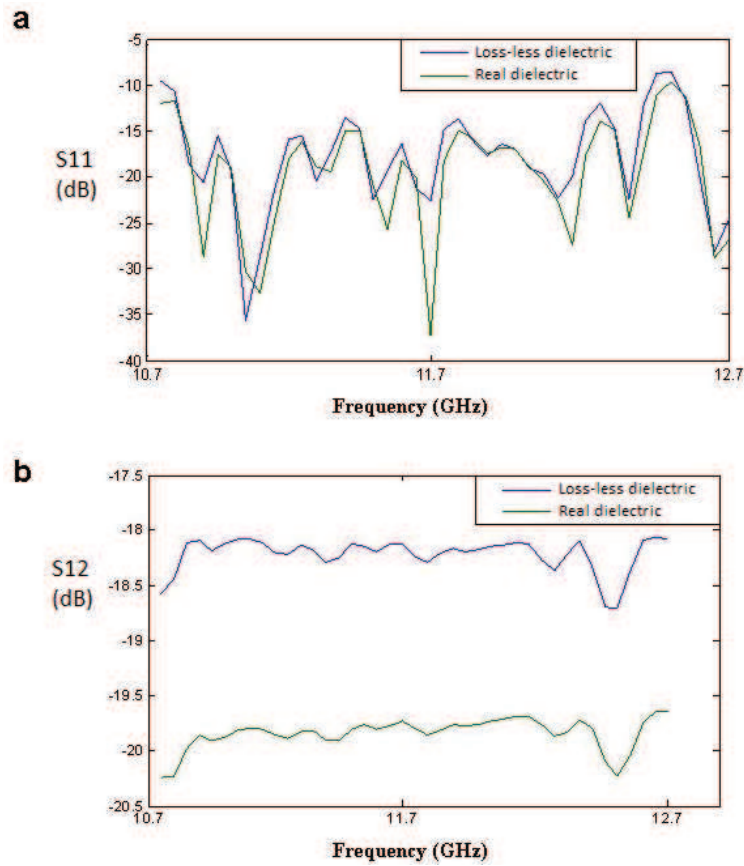 a
-5
Loss-less dielectric
Real dielectric
-10
-15
S11
(dB)
-20
-25
-30
-35
-40
10.7
11.7
12.7
Frequency (GHz)
b
-17.5
Loss-less dielectric
Real dielectric
-18
S12
(dB)
-18.5
-19
-19.5
-20
-20.5
10.7
11.7
12.7
Frequency (GHz)